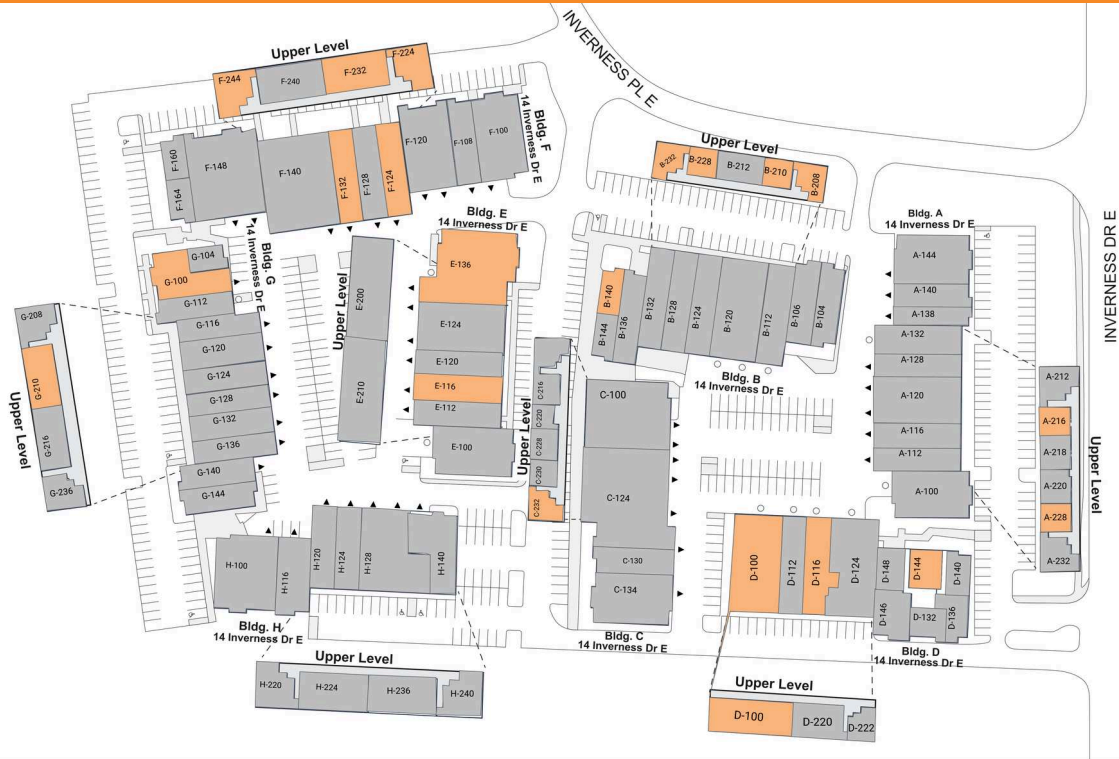 INVERNESS PL E
INVERNESS DR E
Upper Level
F-244
F-240
F-232
F-224
F-160
F-164
F-148
F-140
F-132
F-128
F-124
F-120
F-108
F-100
Bldg. F
14 Inverness Dr E
Upper Level
B-232
B-228
B-212
B-210
B-208
B-140
B-144
B-136
B-132
B-128
B-124
B-120
B-112
B-106
B-104
Bldg. B
14 Inverness Dr E
Bldg. A
14 Inverness Dr E
A-144
A-140
A-138
A-132
A-128
A-120
A-116
A-112
A-100
Upper Level
A-212
A-216
A-218
A-220
A-228
A-232
Bldg. E
14 Inverness Dr E
E-136
E-124
E-120
E-116
E-112
E-100
Upper Level
E-200
E-210
Bldg. G
14 Inverness Dr E
G-104
G-100
G-112
G-116
G-120
G-124
G-128
G-132
G-136
G-140
G-144
Upper Level
G-208
G-210
G-216
G-236
Upper Level
C-216
C-220
C-228
C-230
C-232
C-100
C-124
C-130
C-134
Bldg. C
14 Inverness Dr E
H-100
H-116
H-120
H-124
H-128
H-140
Bldg. H
14 Inverness Dr E
Upper Level
H-220
H-224
H-236
H-240
D-100
D-112
D-116
D-124
D-148
D-144
D-140
D-146
D-132
D-136
Bldg. D
14 Inverness Dr E
Upper Level
D-100
D-220
D-222